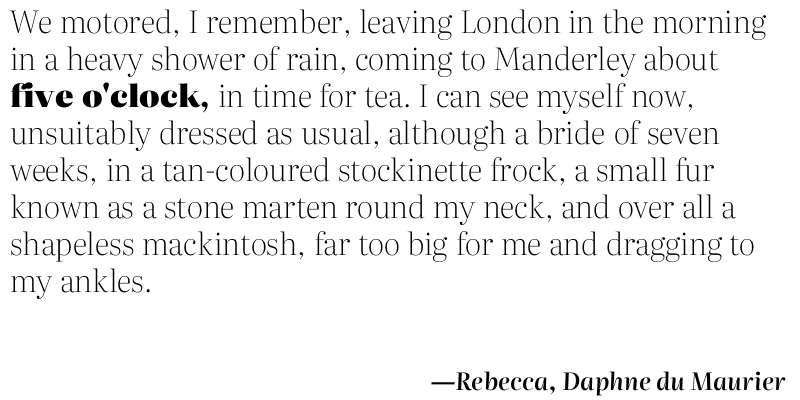 We motored, I remember, leaving London in the morning
in a heavy shower of rain, coming to Manderley about
five o'clock, in time for tea. I can see myself now,
unsuitably dressed as usual, although a bride of seven
weeks, in a tan-coloured stockinette frock, a small fur
known as a stone marten round my neck, and over all a
shapeless mackintosh, far too big for me and dragging to
my ankles.
—Rebecca, Daphne du Maurier